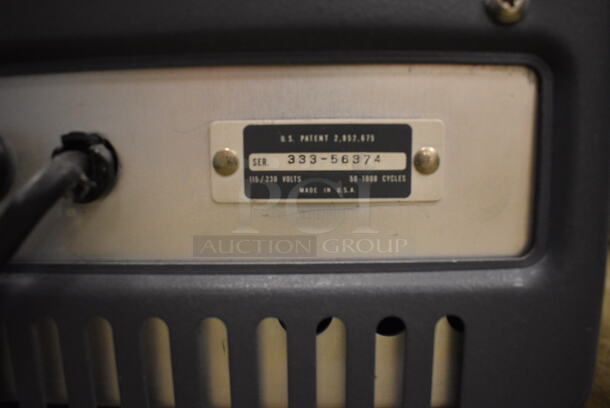 U.S. PATENT 2,852,675
SER. 333-56374
115/230 VOLTS 50-1000 CYCLES
MADE IN U.S.A.
PCI
AUCTION GROUP